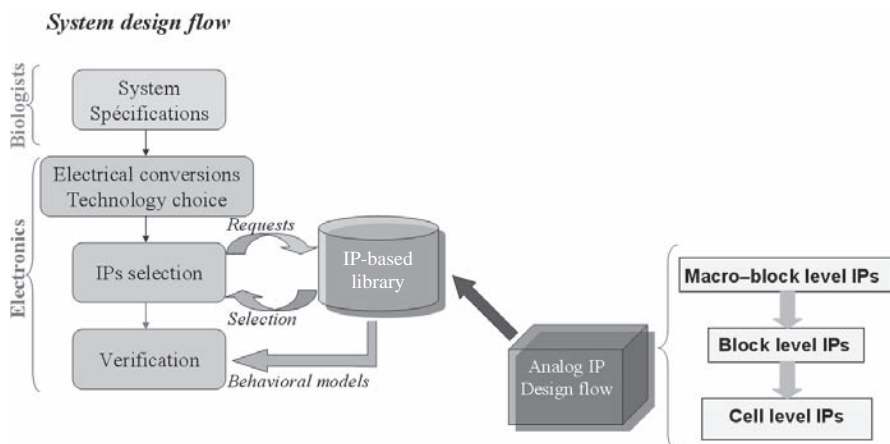 System design flow
Biologists
System
Spécifications
Electronics
Electrical conversions
Technology choice
Requests
IPs selection
IP-based
library
Selection
Verification
Behavioral models
Analog IP
Design flow
Macro–block level IPs
Block level IPs
Cell level IPs